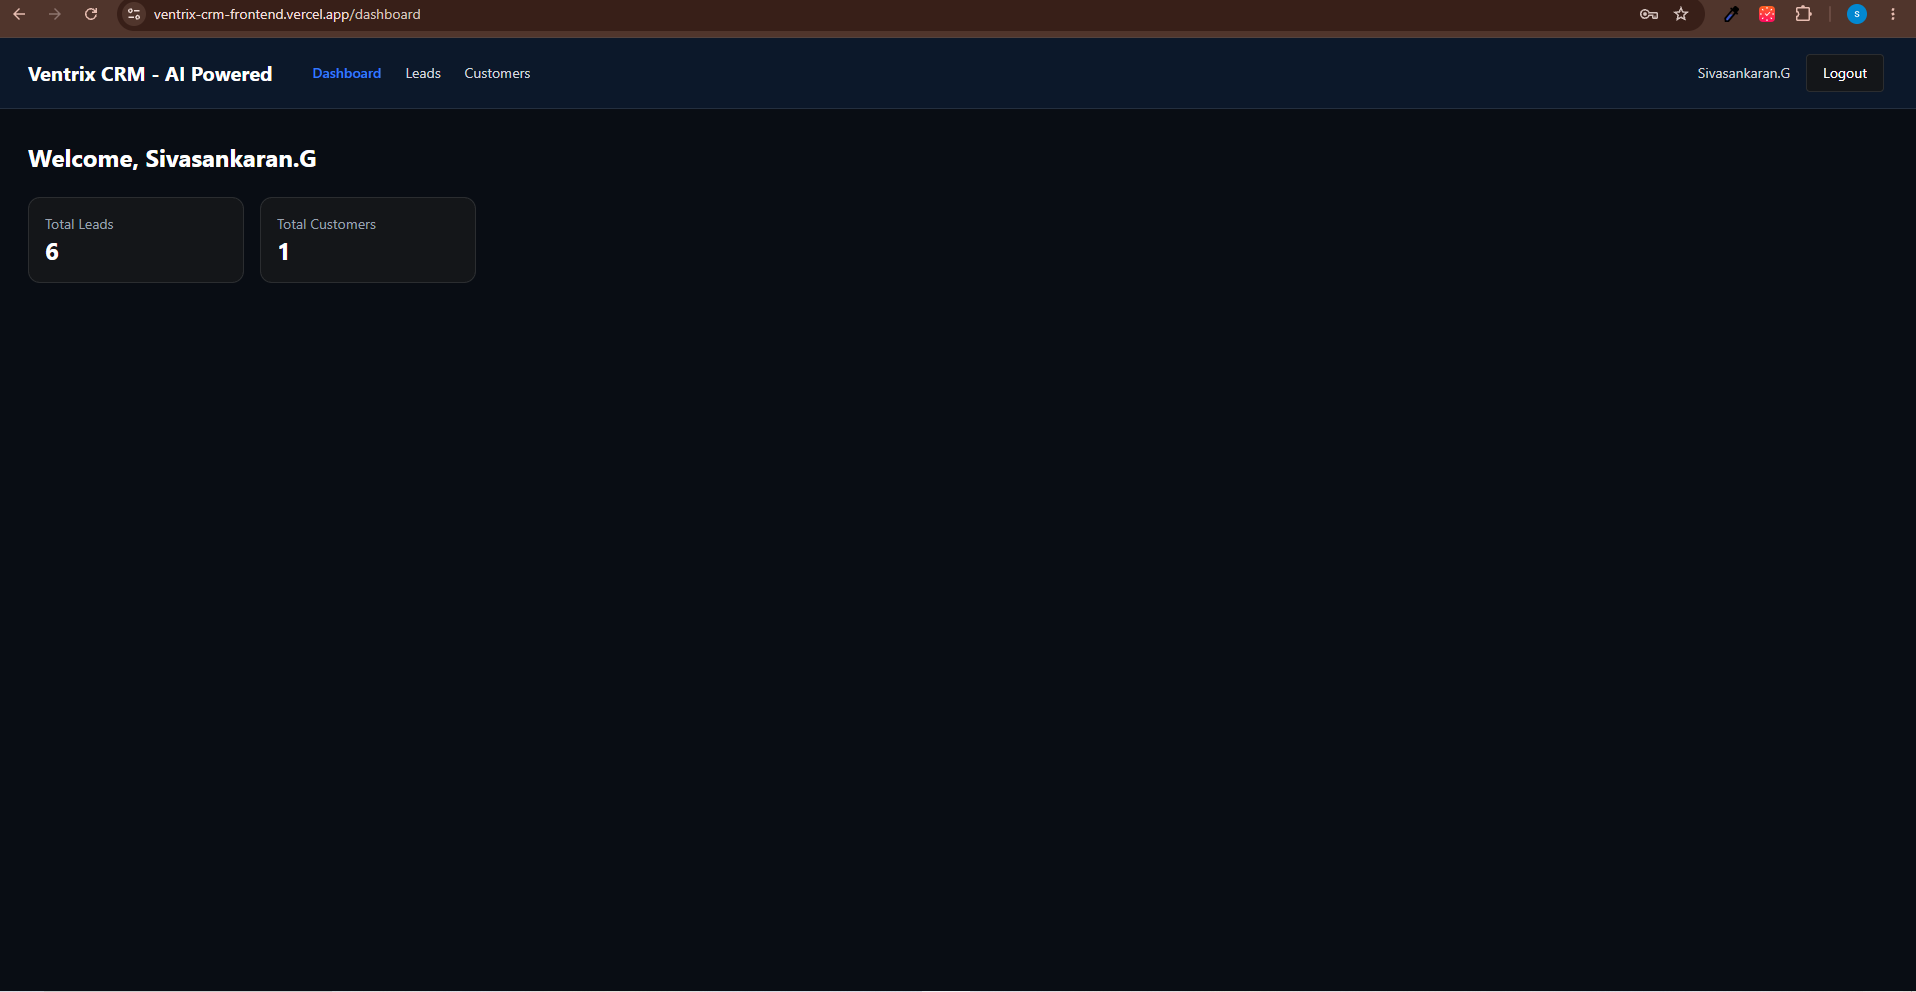 ventrix-crm-frontend.vercel.app/dashboard
S
Ventrix CRM - AI Powered
Dashboard
Leads
Customers
Sivasankaran.G
Logout
Welcome, Sivasankaran.G
Total Leads
6
Total Customers
1